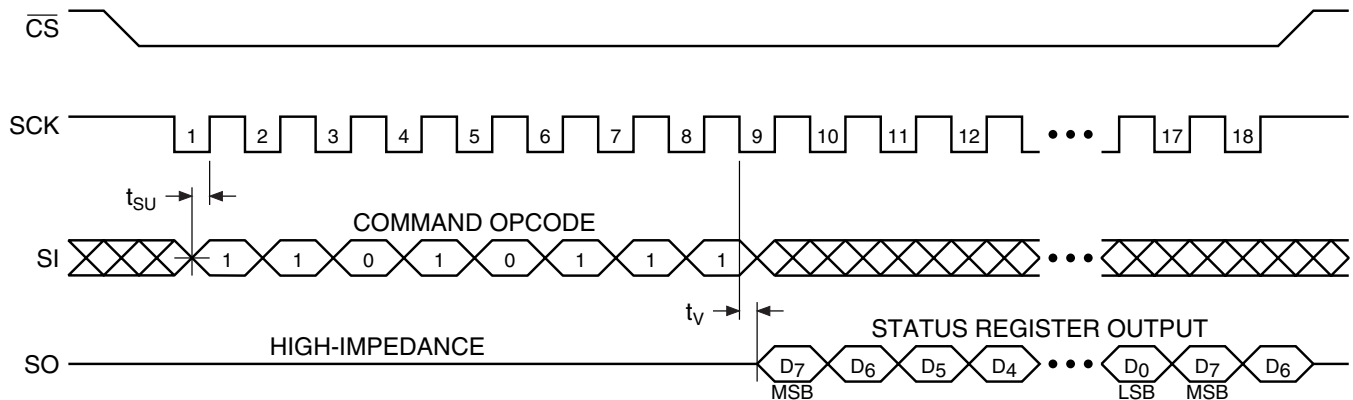 CS
SCK 1 2 3 4 5 6 7 8 9 10 11 12 ••• 17 18
tSU
COMMAND OPCODE
SI 1 1 0 1 0 1 1 1 •••
tV
STATUS REGISTER OUTPUT
HIGH-IMPEDANCE
SO D7 D6 D5 D4 ••• D0 D7 D6
MSB LSB MSB